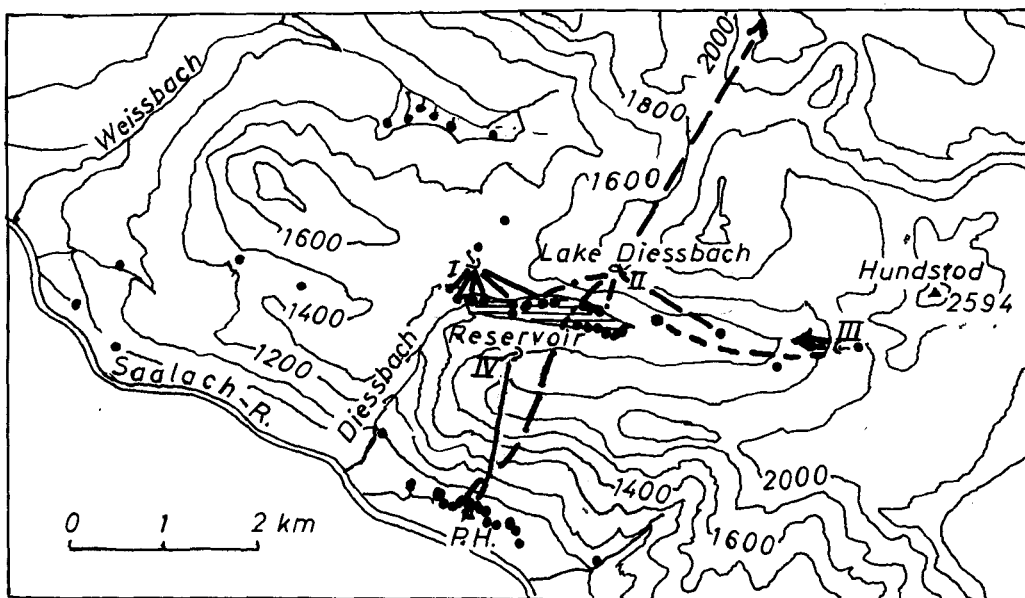 2000
Weissbach
1800
1600
1600
Lake Diessbach
Hundstod
I
II
2594
1400
III
Reservoir
1200
IV
Diessbach
Saalach-R.
2000
1400
0 1 2 km
P.H.
1600